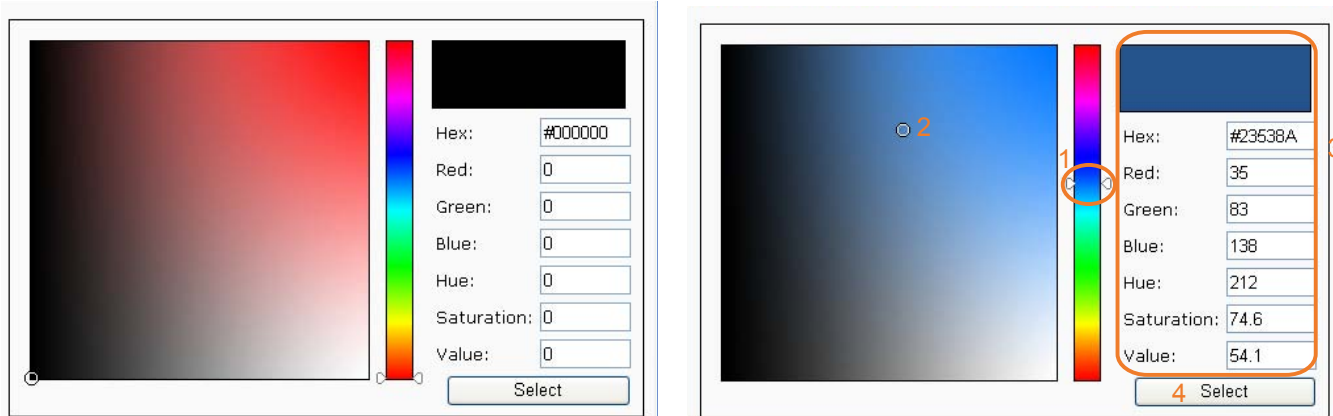 Hex: #000000
Red: 0
Green: 0
Blue: 0
Hue: 0
Saturation: 0
Value: 0
Select
1
2
Hex: #23538A
Red: 35
Green: 83
Blue: 138
Hue: 212
Saturation: 74.6
Value: 54.1
4 Select